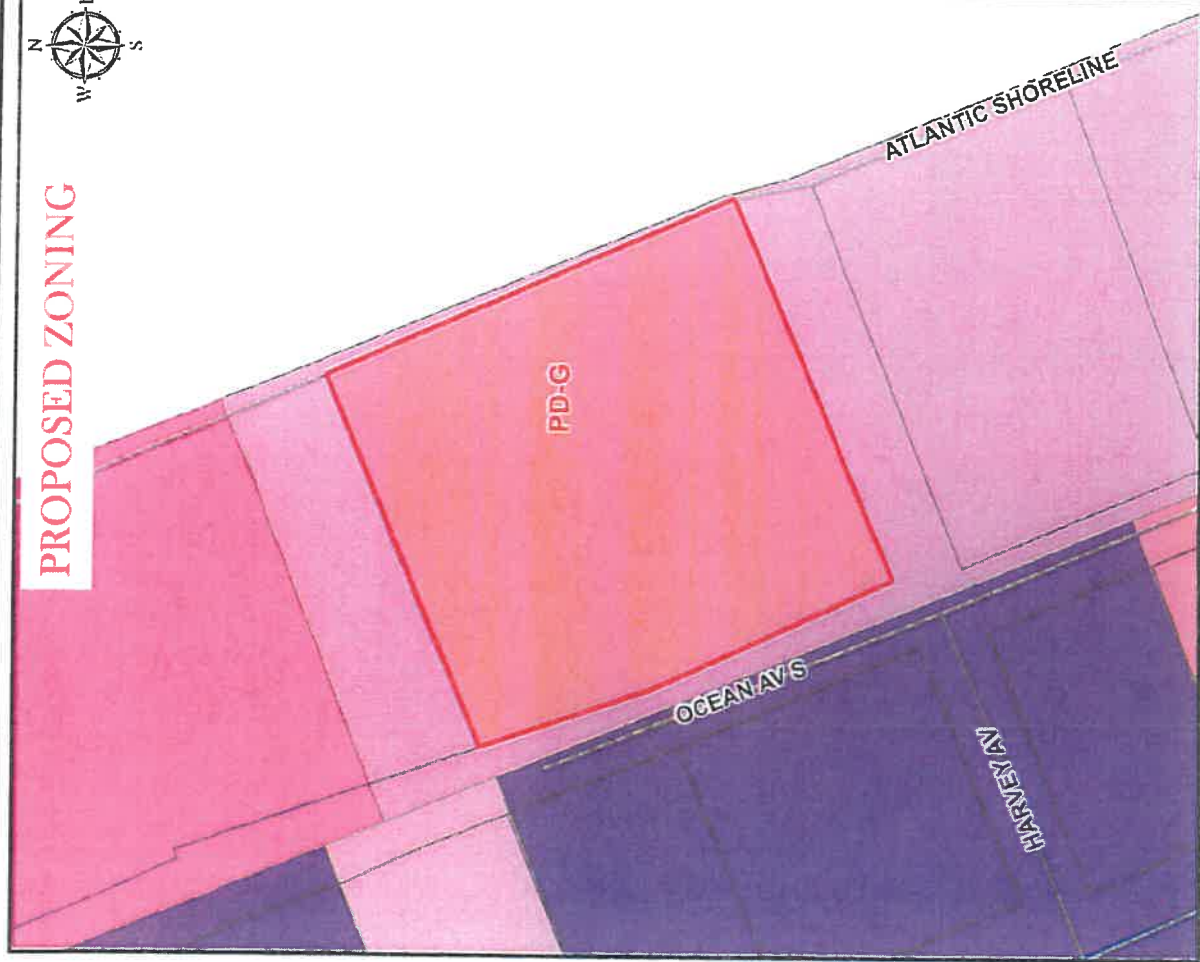 PROPOSED ZONING
N
W
S
PD-G
ATLANTIC SHORELINE
OCEAN AV S
HARVEY AV